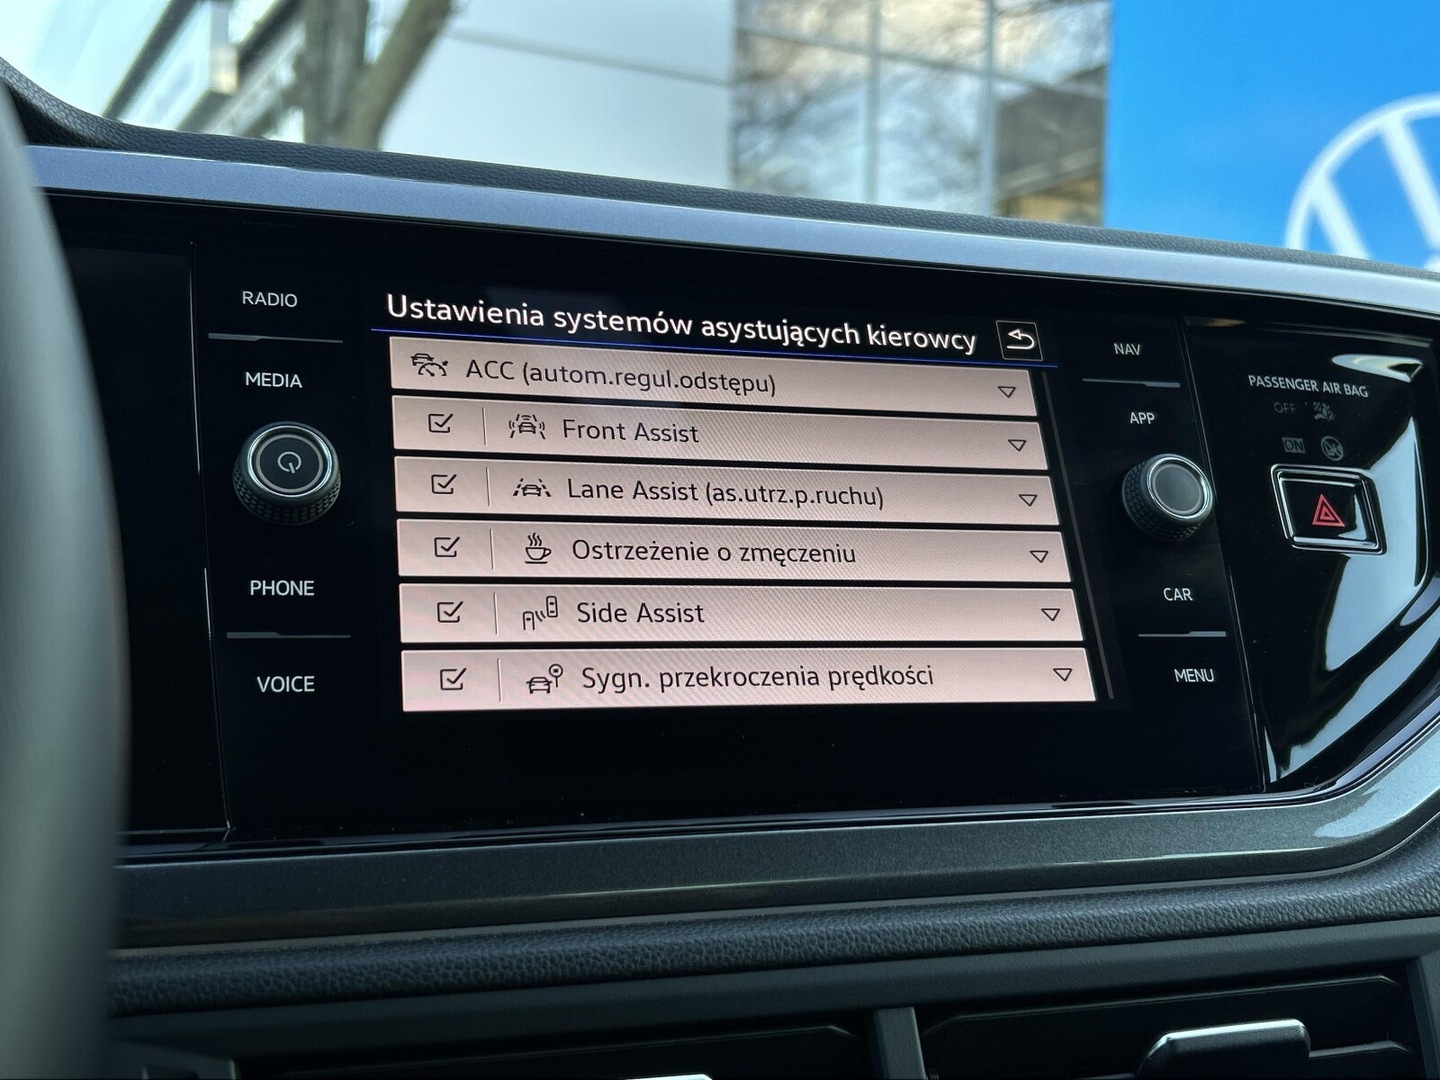 RADIO
MEDIA
PHONE
VOICE
Ustawienia systemów asystujących kierowcy
ACC (autom.regul.odstępu)
Front Assist
Lane Assist (as.utrz.p.ruchu)
Ostrzeżenie o zmęczeniu
Side Assist
Sygn. przekroczenia prędkości
NAV
APP
CAR
MENU
PASSENGER AIR BAG
OFF
ON